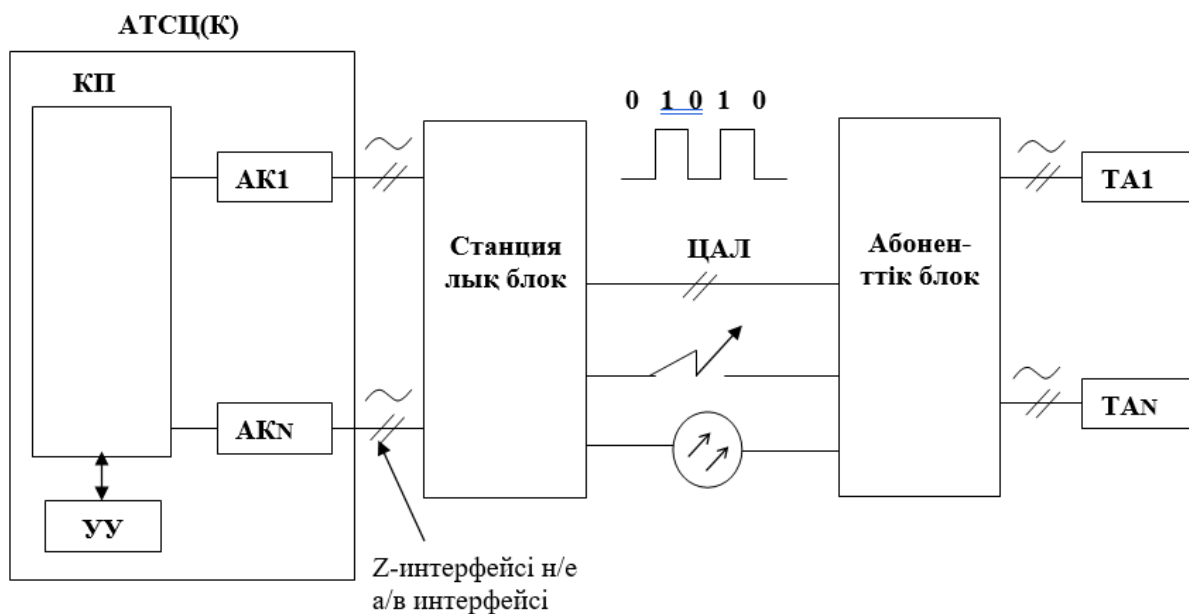 АТСЦ(К)
КП
0 1 0 1 0
АК1
ТА1
Станция
лық блок
ЦАЛ
Абонен-
ттік блок
АКN
ТАN
УУ
Z-интерфейсі н/е
а/в интерфейсі